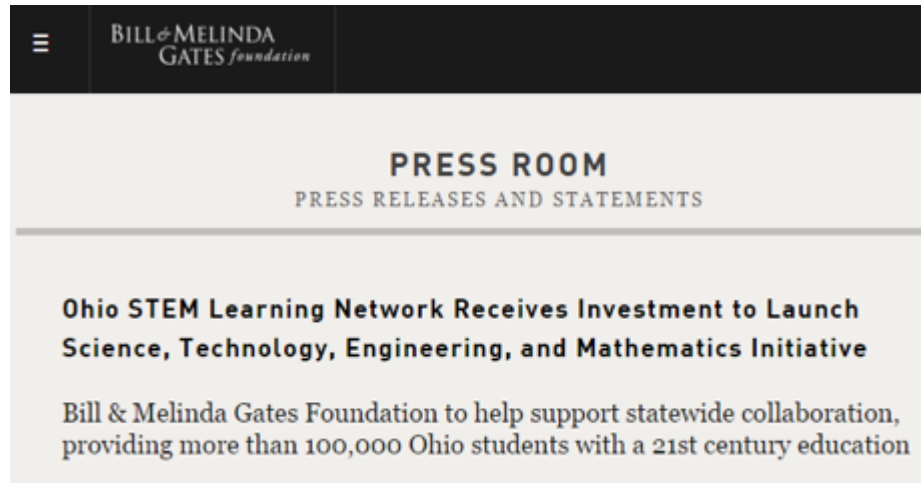 BILL & MELINDA
GATES foundation
PRESS ROOM
PRESS RELEASES AND STATEMENTS
Ohio STEM Learning Network Receives Investment to Launch
Science, Technology, Engineering, and Mathematics Initiative
Bill & Melinda Gates Foundation to help support statewide collaboration,
providing more than 100,000 Ohio students with a 21st century education